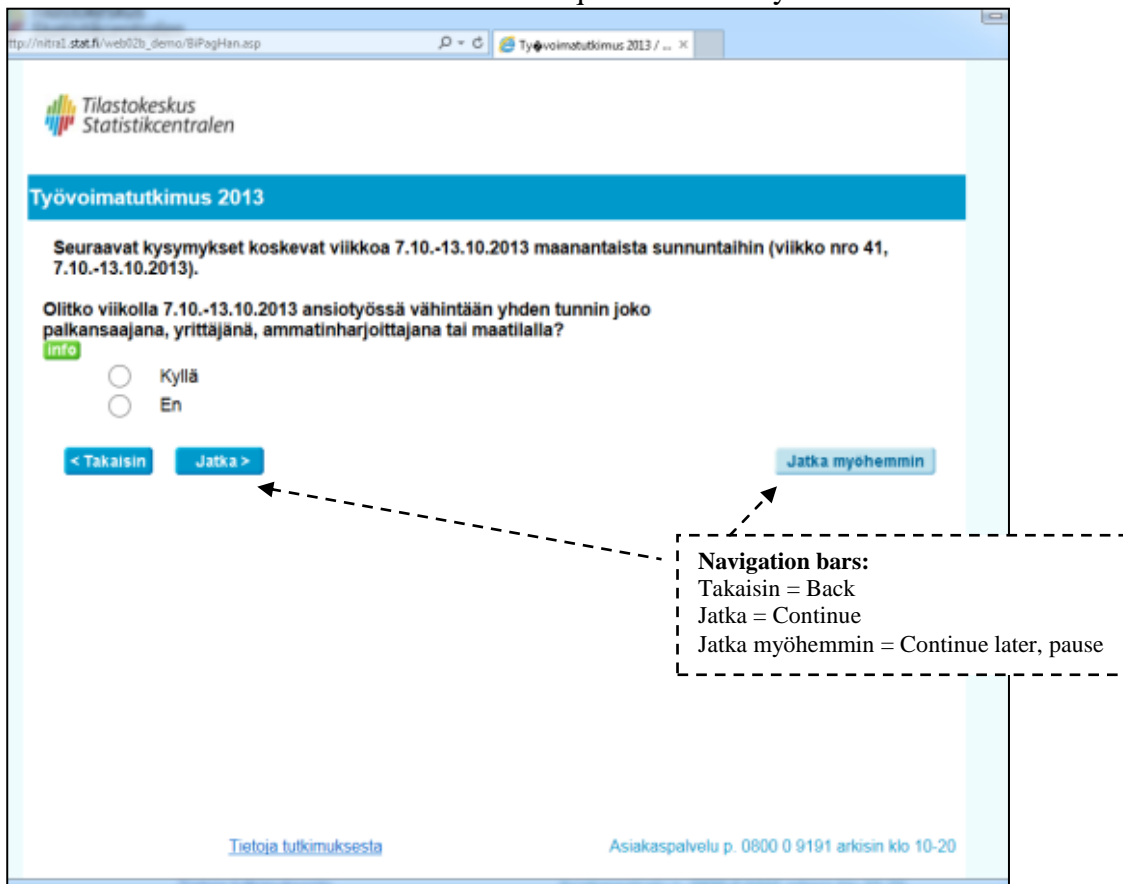 ttp://nitra1.stat.fi/web02b_demo/BiPagHan.asp
Ty�voimatutkimus 2013 / ... ×
Tilastokeskus
Statistikcentralen
Työvoimatutkimus 2013
Seuraavat kysymykset koskevat viikkoa 7.10.-13.10.2013 maanantaista sunnuntaihin (viikko nro 41,
7.10.-13.10.2013).
Olitko viikolla 7.10.-13.10.2013 ansiotyössä vähintään yhden tunnin joko
palkansaajana, yrittäjänä, ammatinharjoittajana tai maatilalla?
info
Kyllä
En
< Takaisin
Jatka >
Jatka myöhemmin
Navigation bars:
Takaisin = Back
Jatka = Continue
Jatka myöhemmin = Continue later, pause
Tietoja tutkimuksesta
Asiakaspalvelu p. 0800 0 9191 arkisin klo 10-20